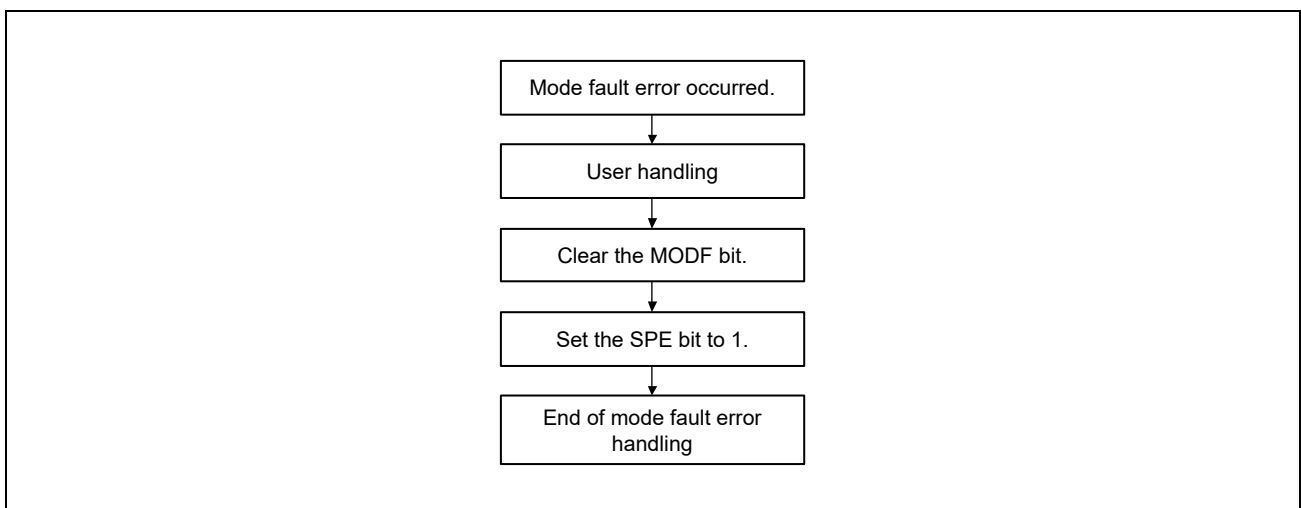 Mode fault error occurred.
User handling
Clear the MODF bit.
Set the SPE bit to 1.
End of mode fault error
handling